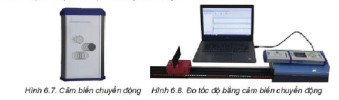 Hình 6.7. Cảm biến chuyển động
Hình 6.8. Đo tốc độ bằng cảm biến chuyển động